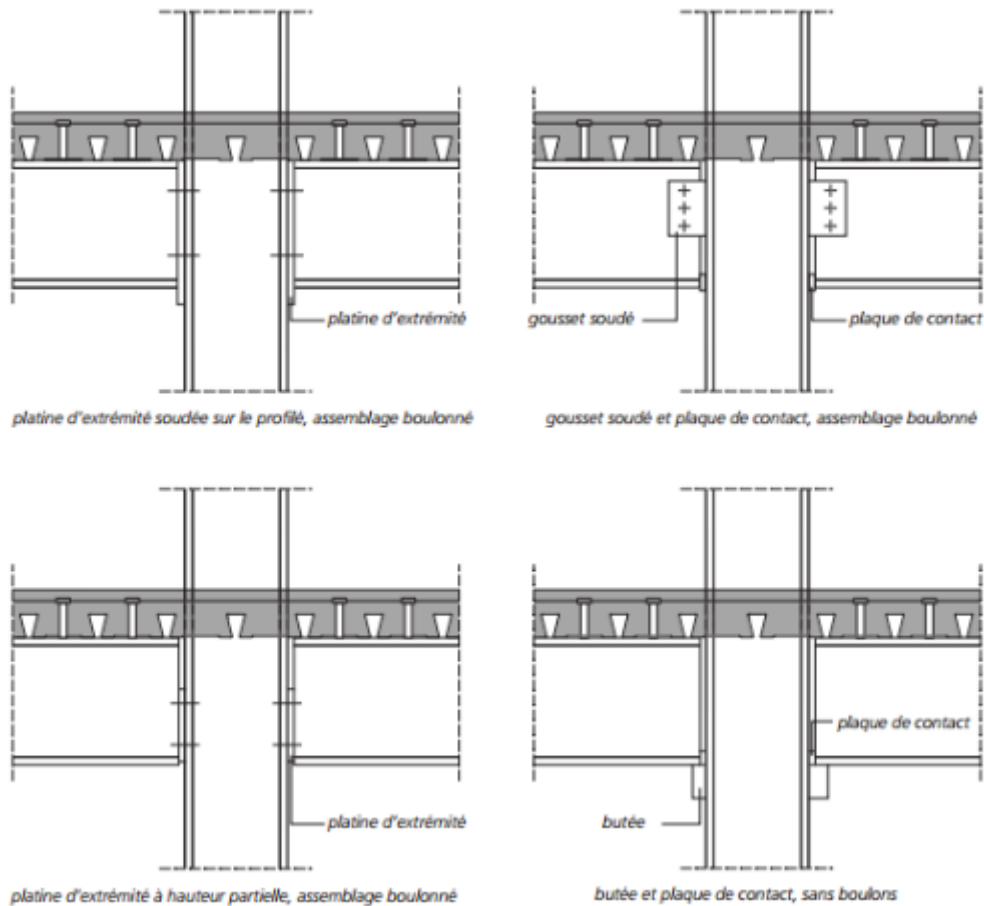 platine d'extrémité
platine d'extrémité soudée sur le profilé, assemblage boulonné
gousset soudé
plaque de contact
gousset soudé et plaque de contact, assemblage boulonné
platine d'extrémité
platine d'extrémité à hauteur partielle, assemblage boulonné
plaque de contact
butée
butée et plaque de contact, sans boulons